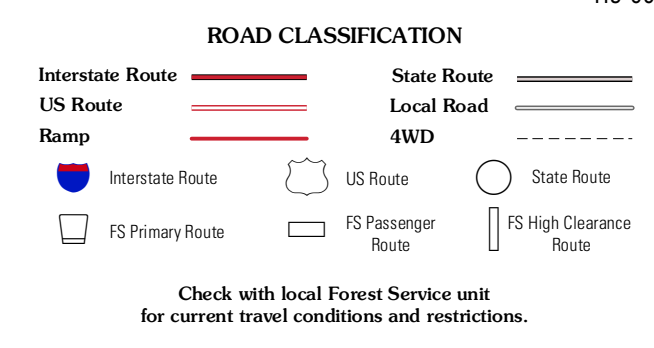 ROAD CLASSIFICATION
Interstate Route
State Route
US Route
Local Road
Ramp
4WD
Interstate Route
US Route
State Route
FS Primary Route
FS Passenger
Route
FS High Clearance
Route
Check with local Forest Service unit
for current travel conditions and restrictions.